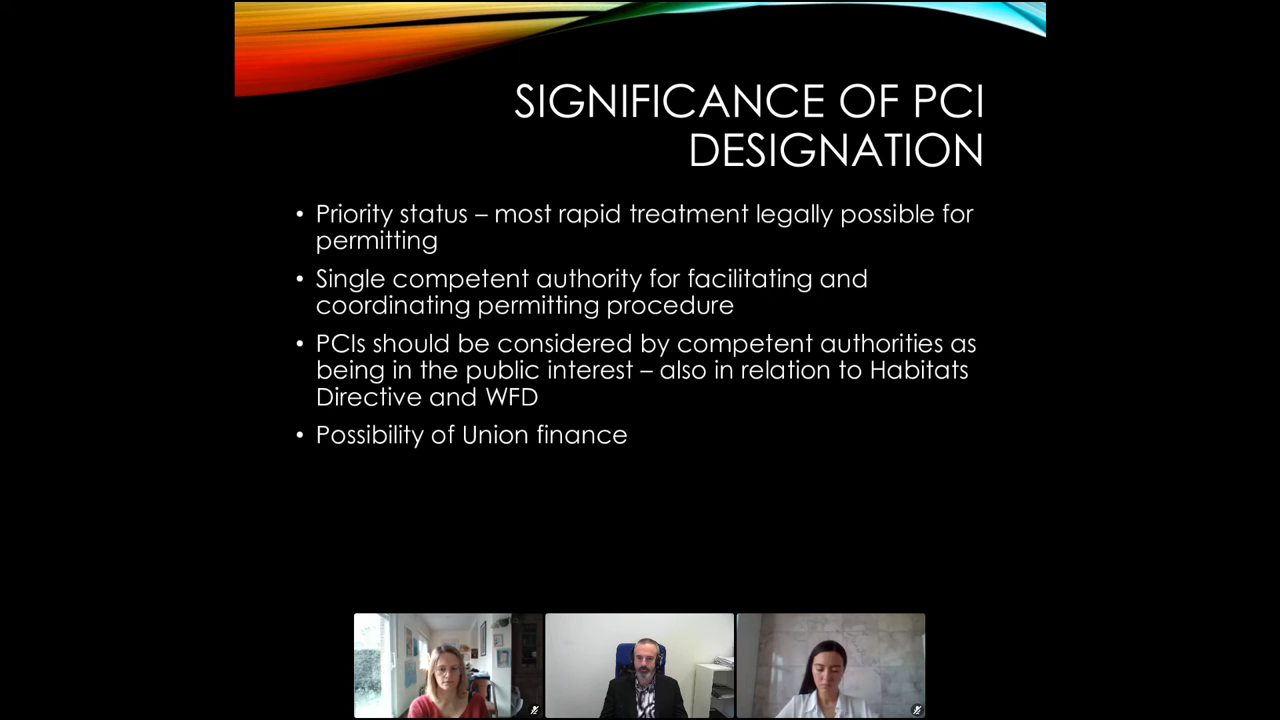 SIGNIFICANCE OF PCI
DESIGNATION
• Priority status – most rapid treatment legally possible for
permitting
• Single competent authority for facilitating and
coordinating permitting procedure
• PCIs should be considered by competent authorities as
being in the public interest – also in relation to Habitats
Directive and WFD
• Possibility of Union finance